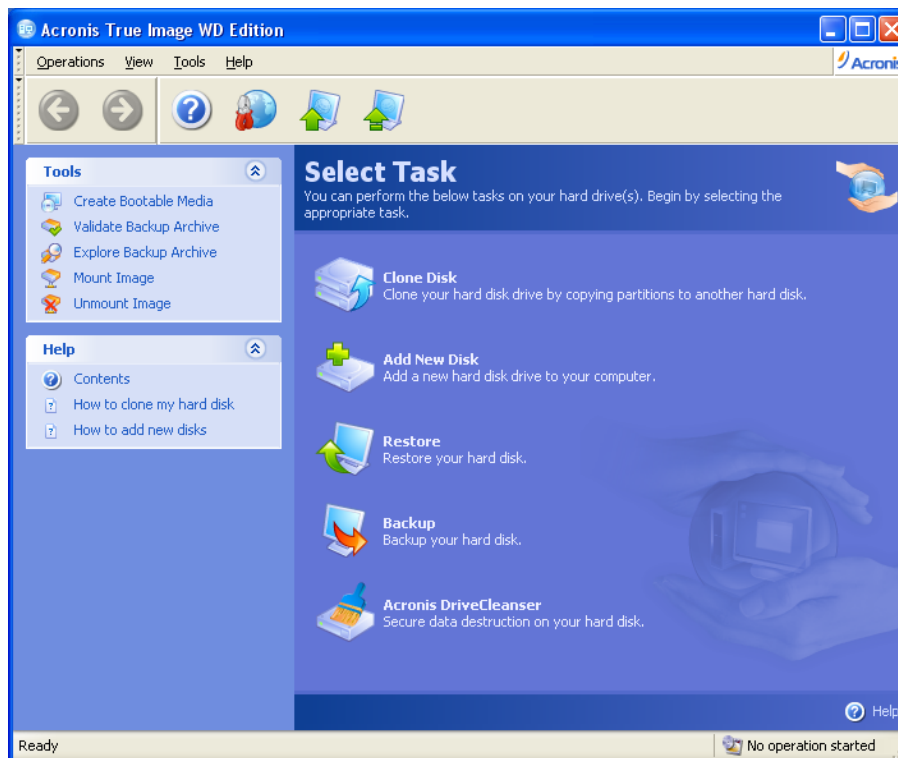 Acronis True Image WD Edition
Operations View Tools Help
Acronis
Tools
Create Bootable Media
Validate Backup Archive
Explore Backup Archive
Mount Image
Unmount Image
Help
Contents
How to clone my hard disk
How to add new disks
Select Task
You can perform the below tasks on your hard drive(s). Begin by selecting the
appropriate task.
Clone Disk
Clone your hard disk drive by copying partitions to another hard disk.
Add New Disk
Add a new hard disk drive to your computer.
Restore
Restore your hard disk.
Backup
Backup your hard disk.
Acronis DriveCleanser
Secure data destruction on your hard disk.
Help
Ready
No operation started